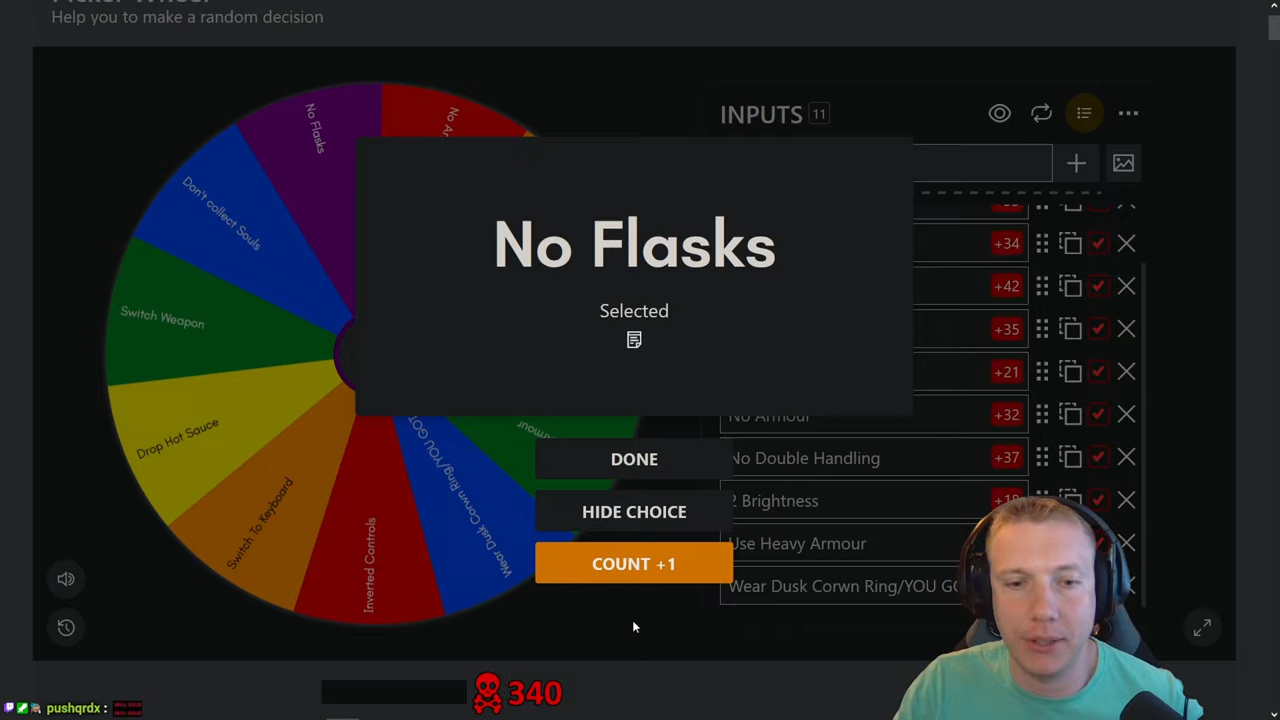 Help you to make a random decision
INPUTS 11
No Flasks
Don't collect Souls
Switch Weapon
Drop Hot Sauce
Switch To Keyboard
Inverted Controls
Wear Dusk Corwn Ring/YOU GOT
No Flasks
Selected
DONE
HIDE CHOICE
COUNT +1
+34
+42
+35
+21
No Armour +32
No Double Handling +37
2 Brightness
Use Heavy Armour
Wear Dusk Corwn Ring/YOU GO
340
pushqrdx :